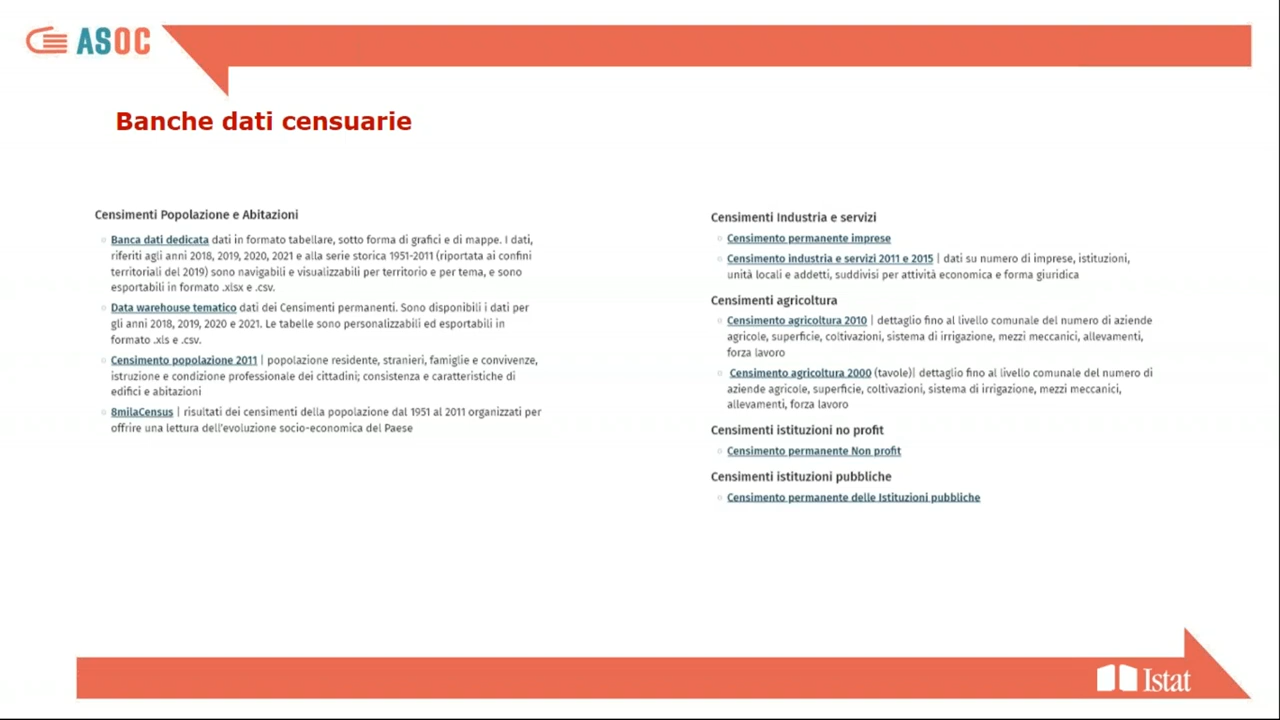 ASOC
Banche dati censuarie
Censimenti Popolazione e Abitazioni
Banca dati dedicata dati in formato tabellare, sotto forma di grafici e di mappe. I dati,
riferiti agli anni 2018, 2019, 2020, 2021 e alla serie storica 1951-2011 (riportata ai confini
territoriali del 2019) sono navigabili e visualizzabili per territorio e per tema, e sono
esportabili in formato .xlsx e .csv.
Data warehouse tematico dati dei Censimenti permanenti. Sono disponibili i dati per
gli anni 2018, 2019, 2020 e 2021. Le tabelle sono personalizzabili ed esportabili in
formato .xls e .csv.
Censimento popolazione 2011 | popolazione residente, stranieri, famiglie e convivenze,
istruzione e condizione professionale dei cittadini; consistenza e caratteristiche di
edifici e abitazioni
8milaCensus | risultati dei censimenti della popolazione dal 1951 al 2011 organizzati per
offrire una lettura dell'evoluzione socio-economica del Paese
Censimenti Industria e servizi
Censimento permanente imprese
Censimento industria e servizi 2011 e 2015 | dati su numero di imprese, istituzioni,
unità locali e addetti, suddivisi per attività economica e forma giuridica
Censimenti agricoltura
Censimento agricoltura 2010 | dettaglio fino al livello comunale del numero di aziende
agricole, superficie, coltivazioni, sistema di irrigazione, mezzi meccanici, allevamenti,
forza lavoro
Censimento agricoltura 2000 (tavole)| dettaglio fino al livello comunale del numero di
aziende agricole, superficie, coltivazioni, sistema di irrigazione, mezzi meccanici,
allevamenti, forza lavoro
Censimenti istituzioni no profit
Censimento permanente Non profit
Censimenti istituzioni pubbliche
Censimento permanente delle Istituzioni pubbliche
Istat